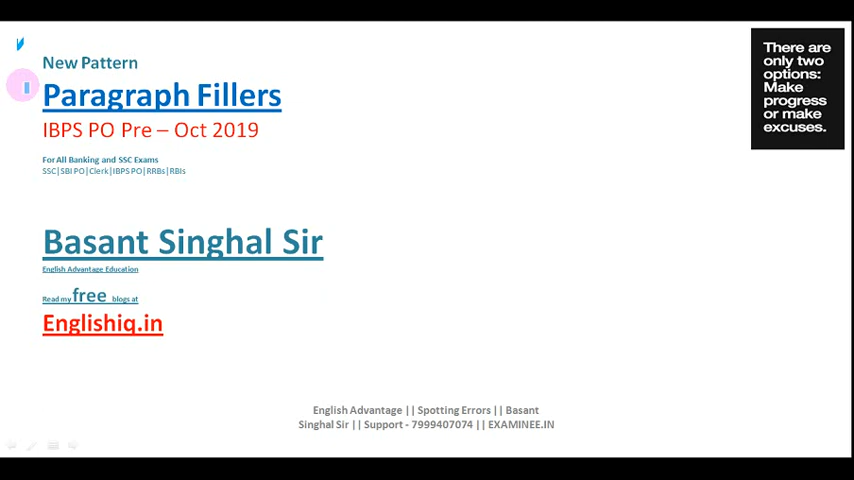 New Pattern
Paragraph Fillers
IBPS PO Pre – Oct 2019
For All Banking and SSC Exams
SSC|SBI PO|Clerk|IBPS PO|RRBs|RBIs
Basant Singhal Sir
English Advantage Education
Read my free blogs at
Englishiq.in
There are
only two
options:
Make
progress
or make
excuses.
English Advantage || Spotting Errors || Basant
Singhal Sir || Support - 7999407074 || EXAMINEE.IN